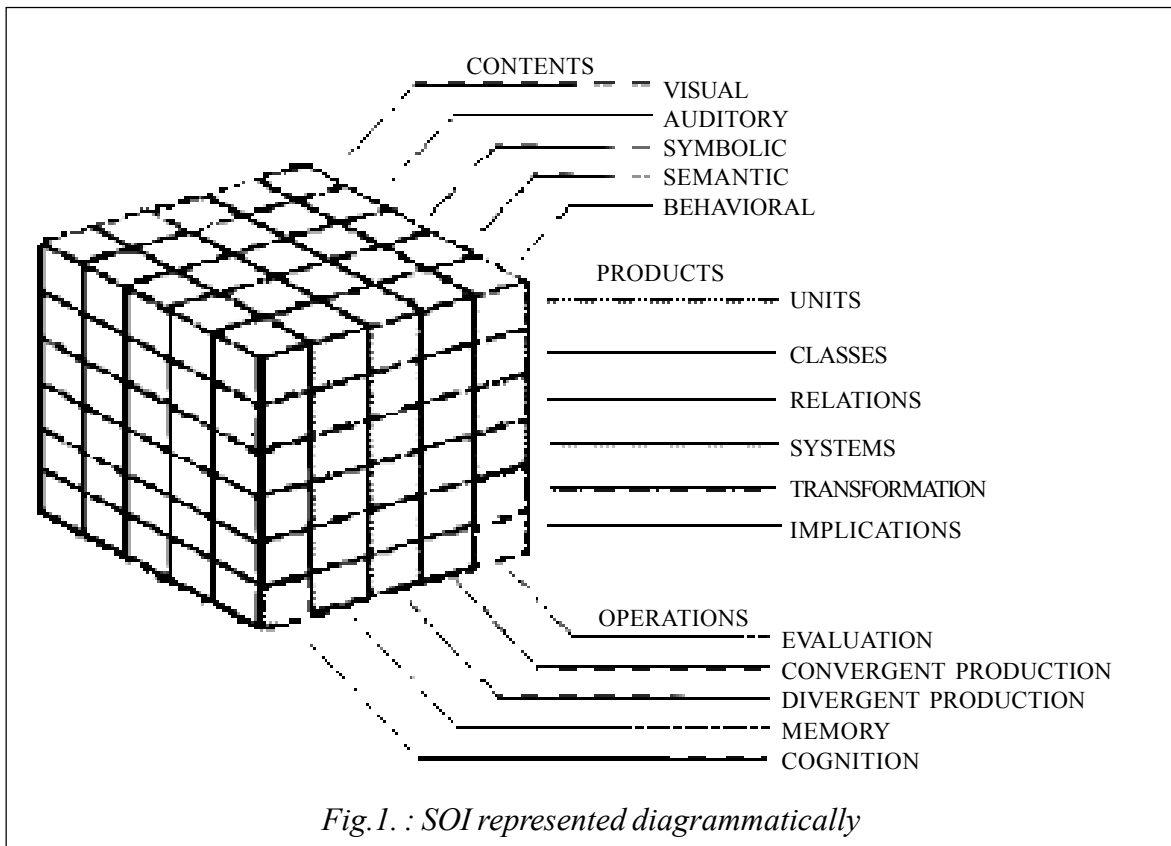 CONTENTS
VISUAL
AUDITORY
SYMBOLIC
SEMANTIC
BEHAVIORAL
PRODUCTS
UNITS
CLASSES
RELATIONS
SYSTEMS
TRANSFORMATION
IMPLICATIONS
OPERATIONS
EVALUATION
CONVERGENT PRODUCTION
DIVERGENT PRODUCTION
MEMORY
COGNITION
Fig.1. : SOI represented diagrammatically